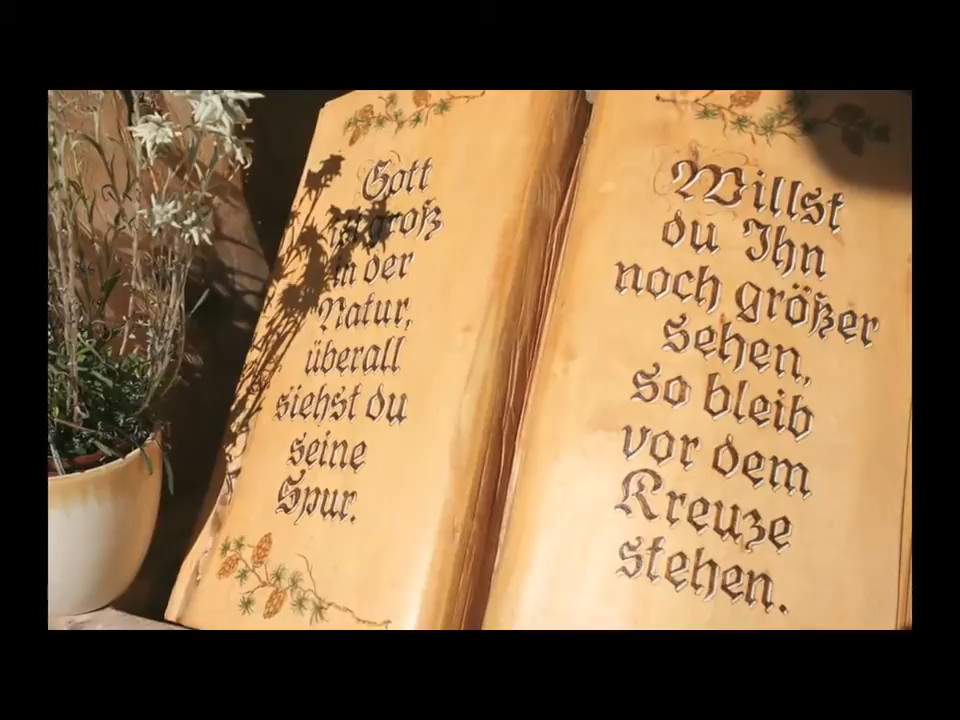 Gott
ist groß
in der
Natur,
überall
siehst du
seine
Spur.
Willst
du Ihn
noch größer
sehen,
so bleib
vor dem
Kreuze
stehen.